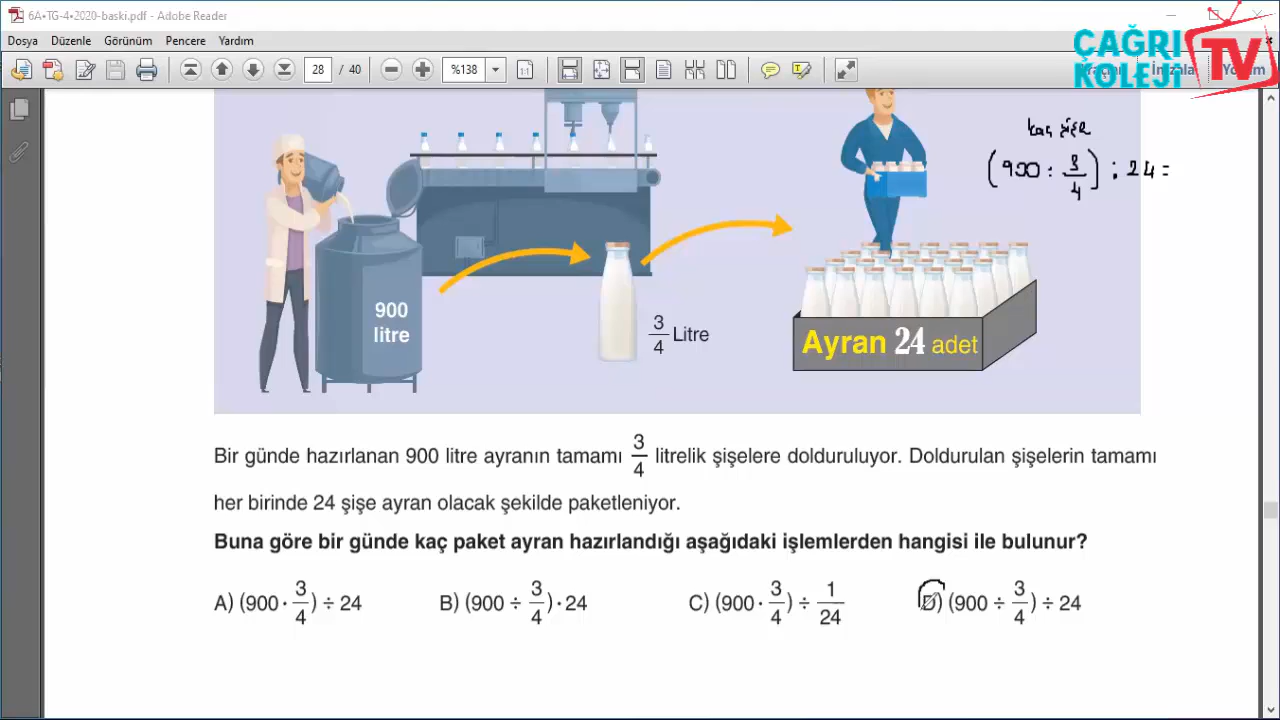 6A•TG-4•2020-baski.pdf - Adobe Reader
Dosya Düzenle Görünüm Pencere Yardım
28 / 40 %138
ÇAĞRI
KOLEJİ TV
İmzala Yorum
kaç şişe
(900 : 3/4) : 24 =
900
litre
3/4 Litre
Ayran 24 adet
Bir günde hazırlanan 900 litre ayranın tamamı 3/4 litrelik şişelere dolduruluyor. Doldurulan şişelerin tamamı
her birinde 24 şişe ayran olacak şekilde paketleniyor.
Buna göre bir günde kaç paket ayran hazırlandığı aşağıdaki işlemlerden hangisi ile bulunur?
A) (900 · 3/4) ÷ 24 B) (900 ÷ 3/4) · 24 C) (900 · 3/4) ÷ 1/24 D) (900 ÷ 3/4) ÷ 24